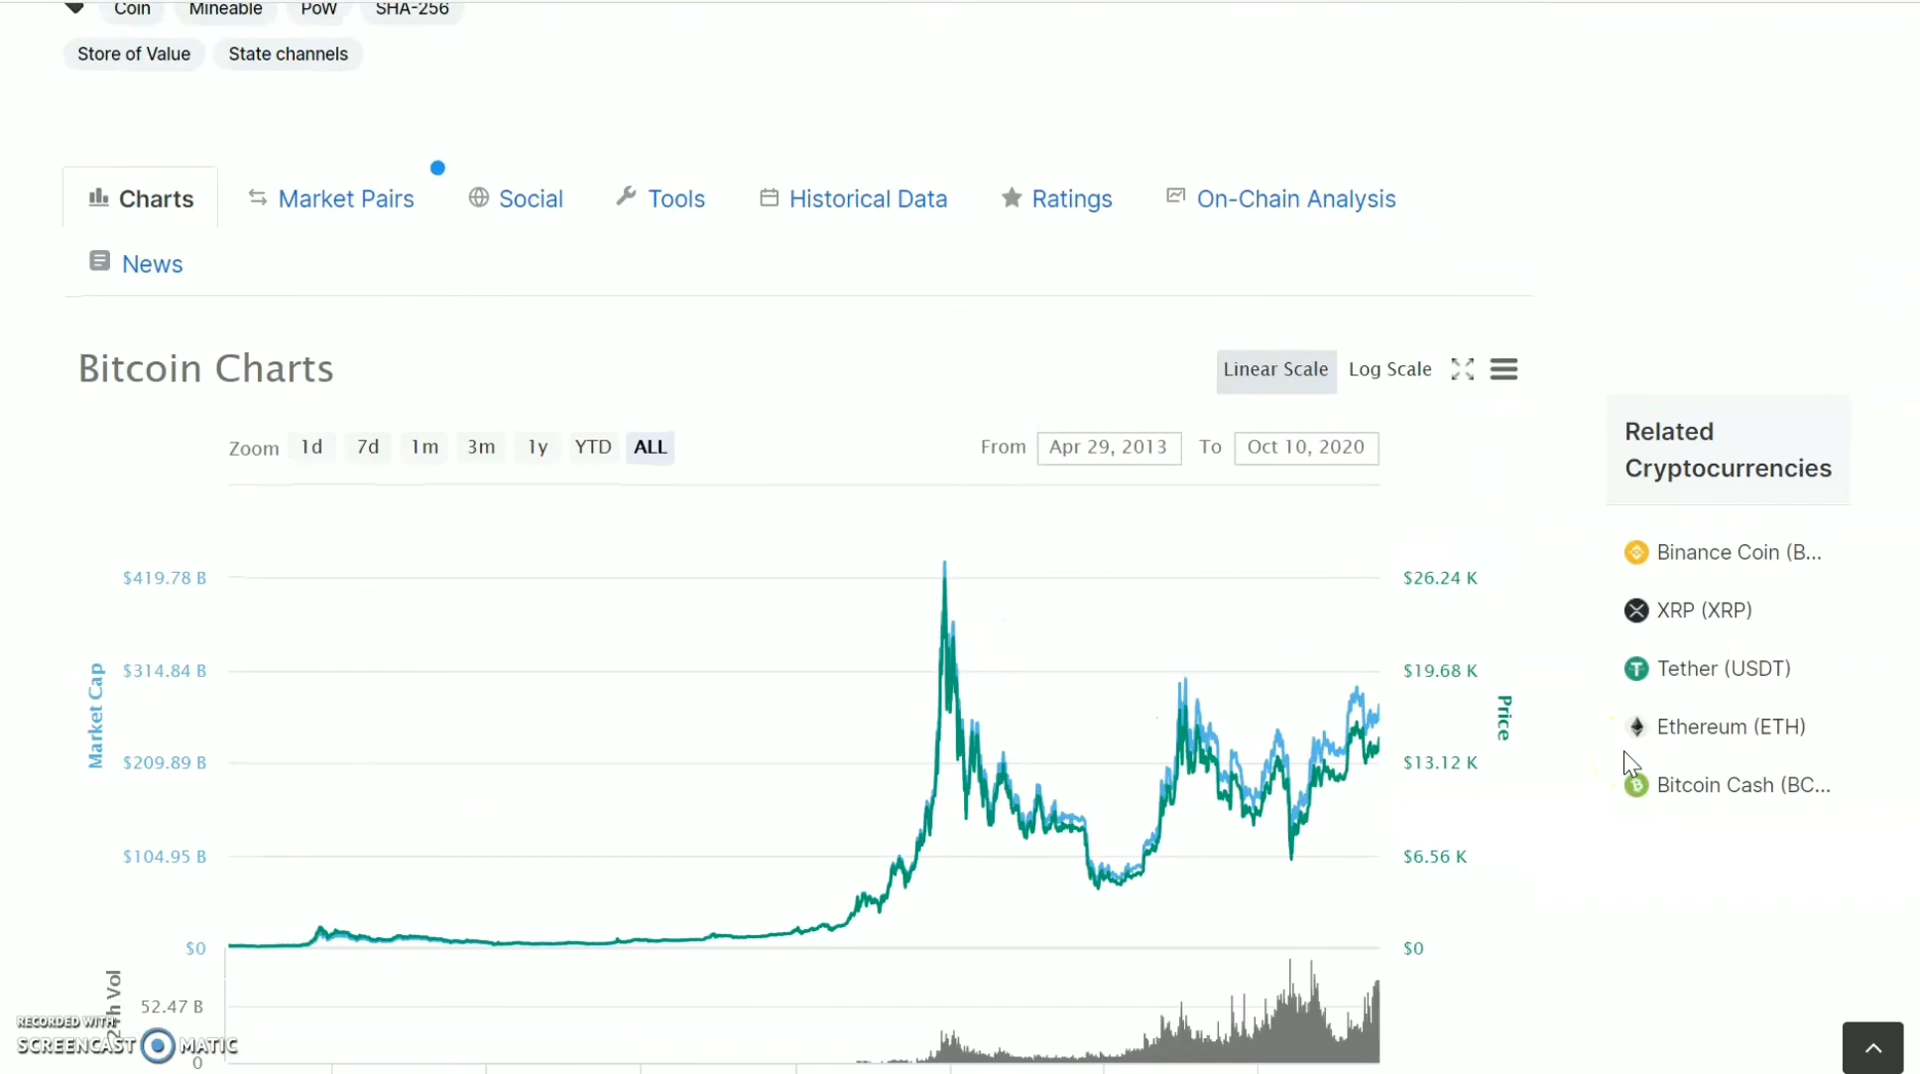 Coin Mineable PoW SHA-256
Store of Value State channels
Charts Market Pairs Social Tools Historical Data Ratings On-Chain Analysis
News
Bitcoin Charts
Linear Scale Log Scale
Zoom 1d 7d 1m 3m 1y YTD ALL
From Apr 29, 2013 To Oct 10, 2020
Related
Cryptocurrencies
Binance Coin (B...
XRP (XRP)
Tether (USDT)
Ethereum (ETH)
Bitcoin Cash (BC...
Market Cap
$419.78 B
$314.84 B
$209.89 B
$104.95 B
$0
$26.24 K
$19.68 K
$13.12 K
$6.56 K
$0
Price
24h Vol
52.47 B
0
RECORDED WITH
SCREENCAST MATIC